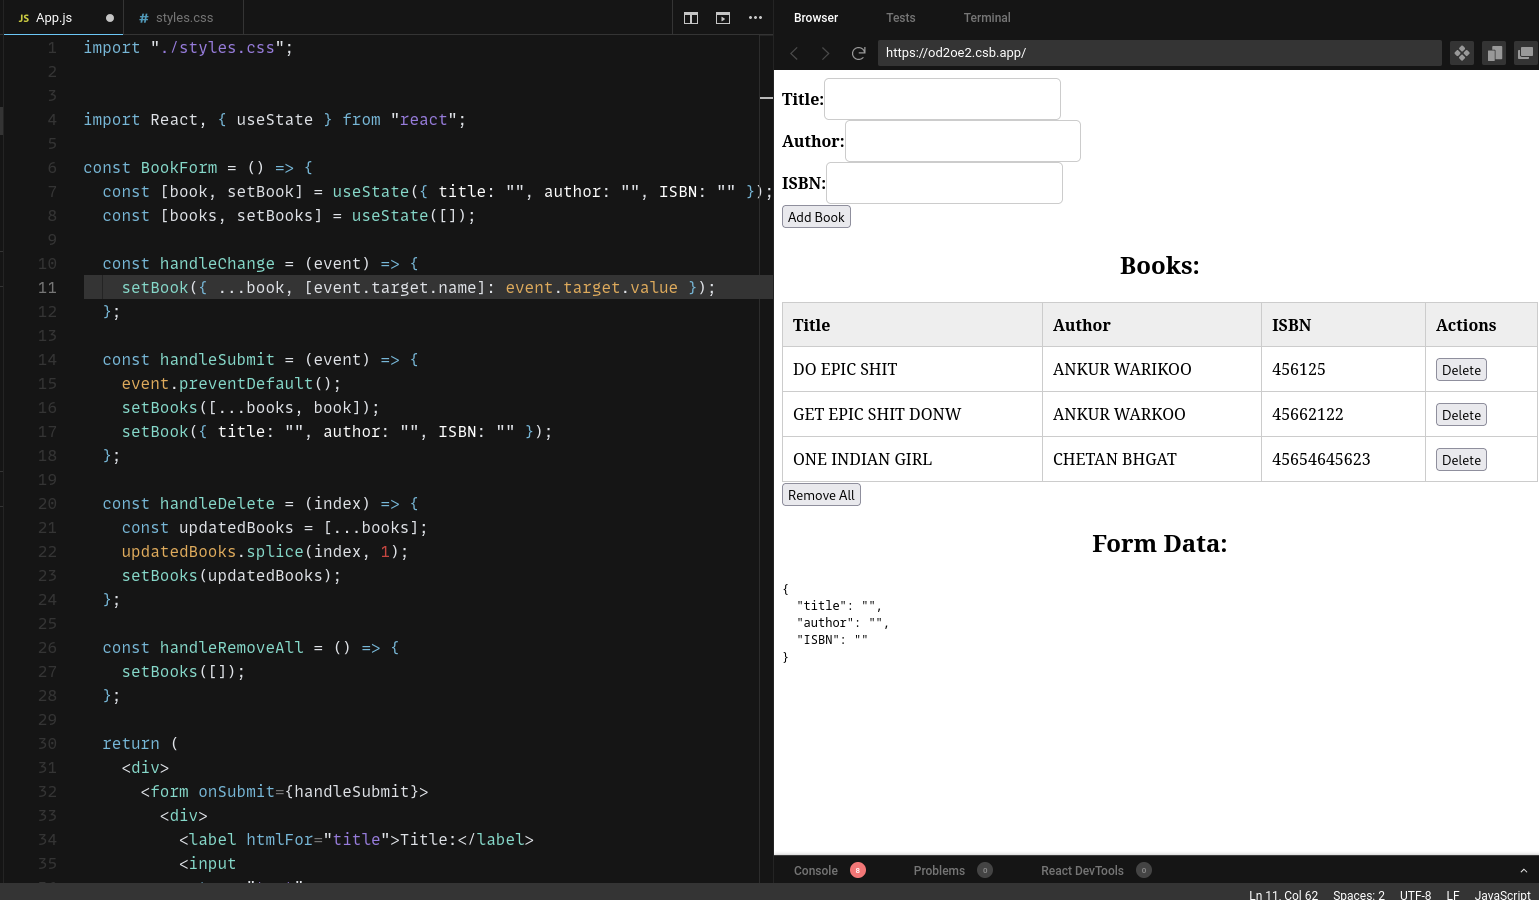 JS App.js
# styles.css
1 import "./styles.css";
2
3
4 import React, { useState } from "react";
5
6 const BookForm = () => {
7 const [book, setBook] = useState({ title: "", author: "", ISBN: "" });
8 const [books, setBooks] = useState([]);
9
10 const handleChange = (event) => {
11 setBook({ ...book, [event.target.name]: event.target.value });
12 };
13
14 const handleSubmit = (event) => {
15 event.preventDefault();
16 setBooks([...books, book]);
17 setBook({ title: "", author: "", ISBN: "" });
18 };
19
20 const handleDelete = (index) => {
21 const updatedBooks = [...books];
22 updatedBooks.splice(index, 1);
23 setBooks(updatedBooks);
24 };
25
26 const handleRemoveAll = () => {
27 setBooks([]);
28 };
29
30 return (
31 <div>
32 <form onSubmit={handleSubmit}>
33 <div>
34 <label htmlFor="title">Title:</label>
35 <input
Browser Tests Terminal
https://od2oe2.csb.app/
Title:
Author:
ISBN:
Add Book
Books:
Title Author ISBN Actions
DO EPIC SHIT ANKUR WARIKOO 456125 Delete
GET EPIC SHIT DONW ANKUR WARKOO 45662122 Delete
ONE INDIAN GIRL CHETAN BHGAT 45654645623 Delete
Remove All
Form Data:
{
"title": "",
"author": "",
"ISBN": ""
}
Console 8 Problems 0 React DevTools 0
Ln 11, Col 62 Spaces: 2 UTF-8 LF JavaScript